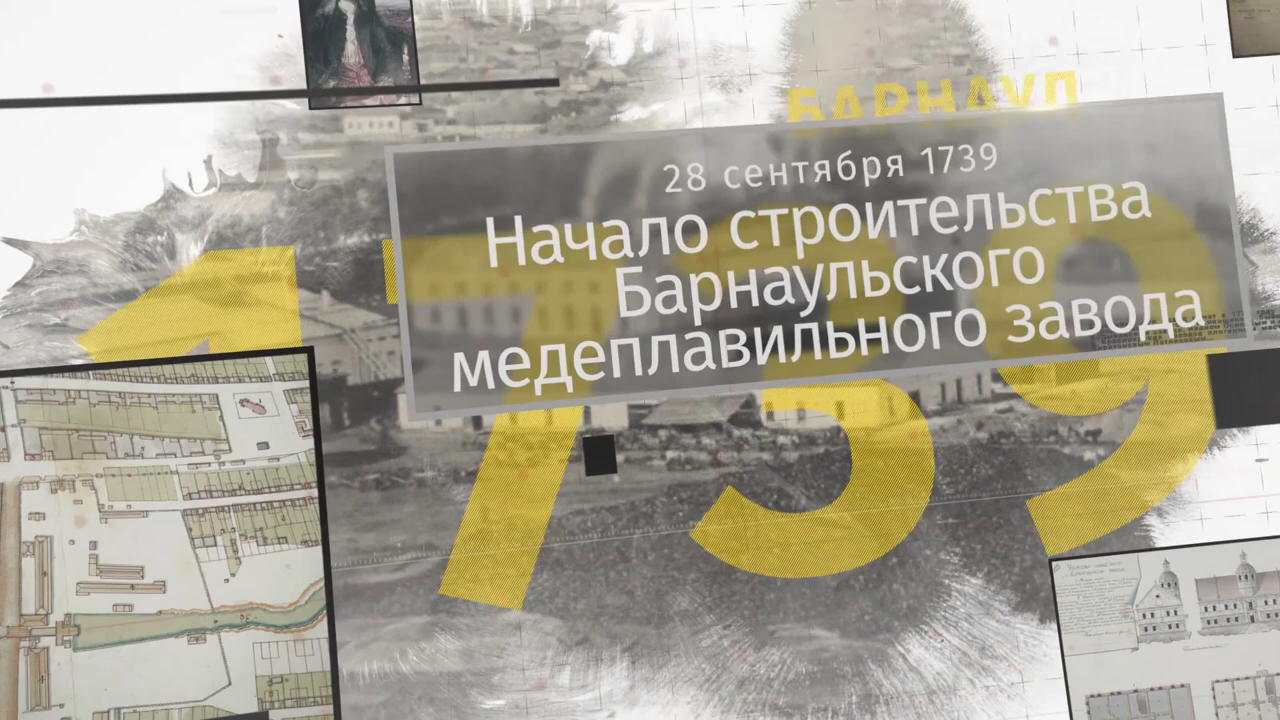 БАРНАУЛ
28 сентября 1739
Начало строительства
Барнаульского
медеплавильного завода
1739